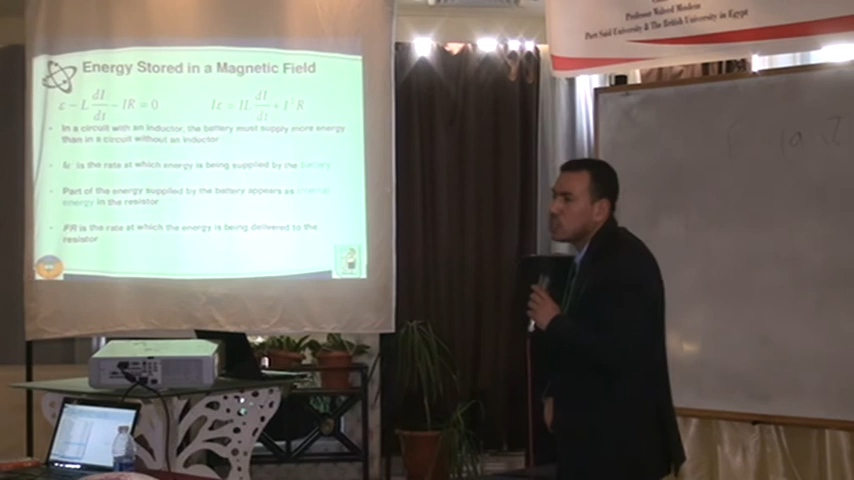 Professor Waleed Moslem
Port Said University & The British University in Egypt
Energy Stored in a Magnetic Field
ε − L dI/dt − IR = 0
Iε = IL dI/dt + I²R
• In a circuit with an inductor, the battery must supply more energy
than in a circuit without an inductor
• Iε is the rate at which energy is being supplied by the battery
• Part of the energy supplied by the battery appears as internal
energy in the resistor
• I²R is the rate at which the energy is being delivered to the
resistor